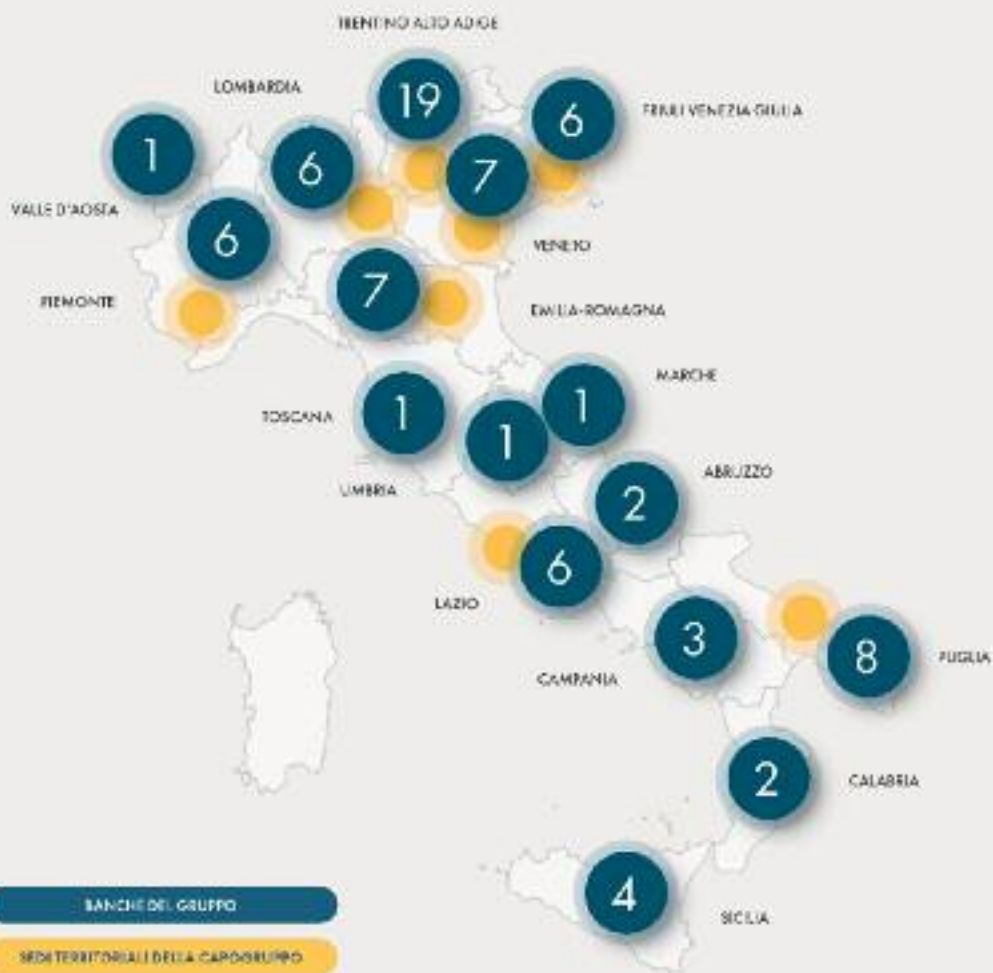 TRENTINO ALTO ADIGE
LOMBARDIA
19
6
FRIULI VENEZIA GIULIA
1
6
7
VALLE D'AOSTA
6
VENETO
PIEMONTE
7
EMILIA-ROMAGNA
MARCHE
TOSCANA
1
1
1
UMBRIA
ABRUZZO
2
6
LAZIO
3
8
PUGLIA
CAMPANIA
2
CALABRIA
4
SICILIA
BANCHE DEL GRUPPO
SEDI TERRITORIALI DELLA CAPOGRUPPO